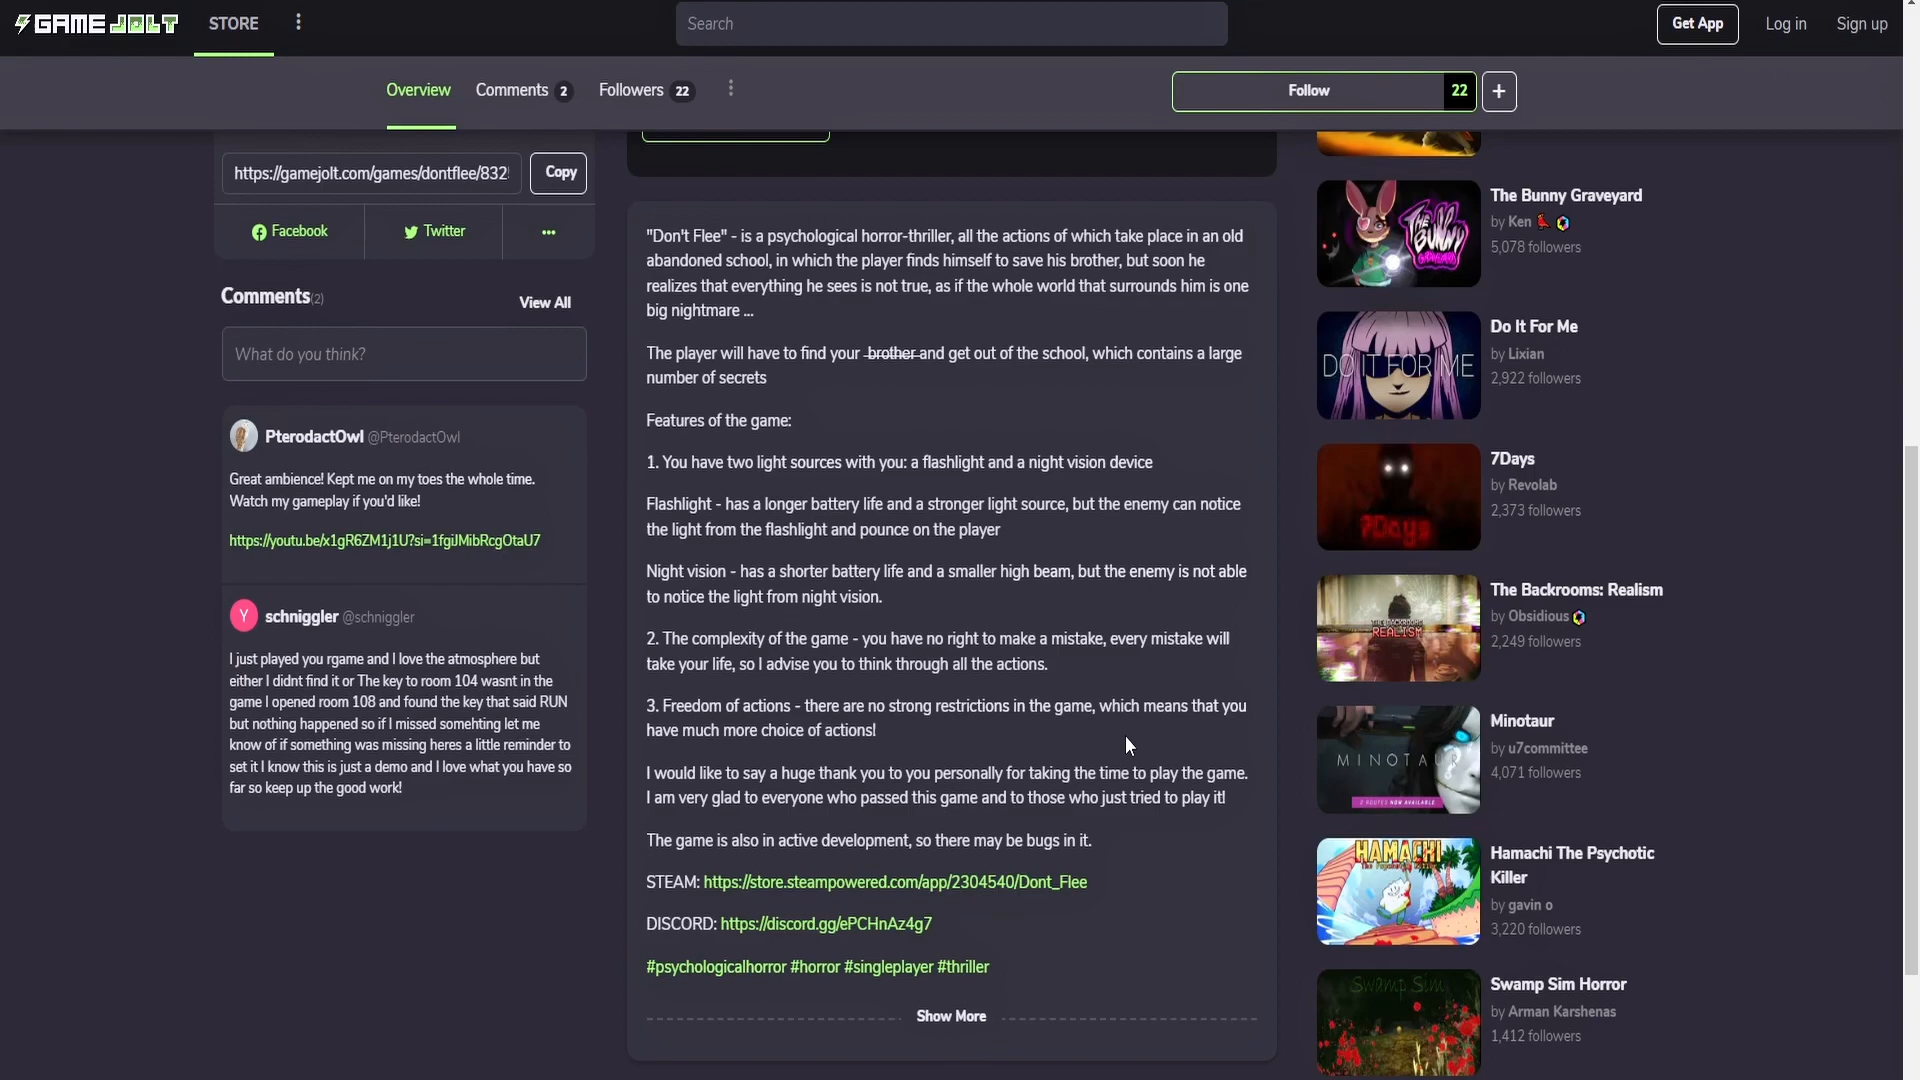 GAME JOLT
STORE
Search
Get App
Log in
Sign up
Overview
Comments 2
Followers 22
Follow 22
https://gamejolt.com/games/dontflee/832
Copy
Facebook
Twitter
Comments(2)
View All
What do you think?
PterodactOwl @PterodactOwl
Great ambience! Kept me on my toes the whole time.
Watch my gameplay if you'd like!
https://youtu.be/x1gR6ZM1j1U?si=1fgiJMibRcgOtaU7
Y
schniggler @schniggler
I just played you rgame and I love the atmosphere but
either I didnt find it or The key to room 104 wasnt in the
game I opened room 108 and found the key that said RUN
but nothing happened so if I missed somehting let me
know of if something was missing heres a little reminder to
set it I know this is just a demo and I love what you have so
far so keep up the good work!
"Don't Flee" - is a psychological horror-thriller, all the actions of which take place in an old
abandoned school, in which the player finds himself to save his brother, but soon he
realizes that everything he sees is not true, as if the whole world that surrounds him is one
big nightmare ...
The player will have to find your brother and get out of the school, which contains a large
number of secrets
Features of the game:
1. You have two light sources with you: a flashlight and a night vision device
Flashlight - has a longer battery life and a stronger light source, but the enemy can notice
the light from the flashlight and pounce on the player
Night vision - has a shorter battery life and a smaller high beam, but the enemy is not able
to notice the light from night vision.
2. The complexity of the game - you have no right to make a mistake, every mistake will
take your life, so I advise you to think through all the actions.
3. Freedom of actions - there are no strong restrictions in the game, which means that you
have much more choice of actions!
I would like to say a huge thank you to you personally for taking the time to play the game.
I am very glad to everyone who passed this game and to those who just tried to play it!
The game is also in active development, so there may be bugs in it.
STEAM: https://store.steampowered.com/app/2304540/Dont_Flee
DISCORD: https://discord.gg/ePCHnAz4g7
#psychologicalhorror #horror #singleplayer #thriller
Show More
THE BUNNY GRAVEYARD
The Bunny Graveyard
by Ken
5,078 followers
DO IT FOR ME
Do It For Me
by Lixian
2,922 followers
7Days
7Days
by Revolab
2,373 followers
THE BACKROOMS
REALISM
The Backrooms: Realism
by Obsidious
2,249 followers
MINOTAUR
2 ROUTES NOW AVAILABLE
Minotaur
by u7committee
4,071 followers
HAMACHI
Hamachi The Psychotic
Killer
by gavin o
3,220 followers
Swamp Sim
Swamp Sim Horror
by Arman Karshenas
1,412 followers